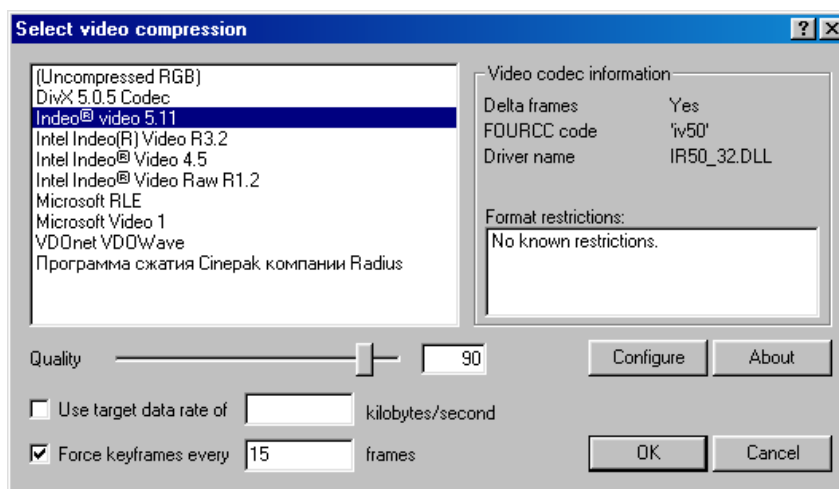 Select video compression
(Uncompressed RGB)
DivX 5.0.5 Codec
Indeo® video 5.11
Intel Indeo(R) Video R3.2
Intel Indeo® Video 4.5
Intel Indeo® Video Raw R1.2
Microsoft RLE
Microsoft Video 1
VDOnet VDOWave
Программа сжатия Cinepak компании Radius
Video codec information
Delta frames Yes
FOURCC code 'iv50'
Driver name IR50_32.DLL
Format restrictions:
No known restrictions.
Quality 90 Configure About
Use target data rate of kilobytes/second
Force keyframes every 15 frames OK Cancel